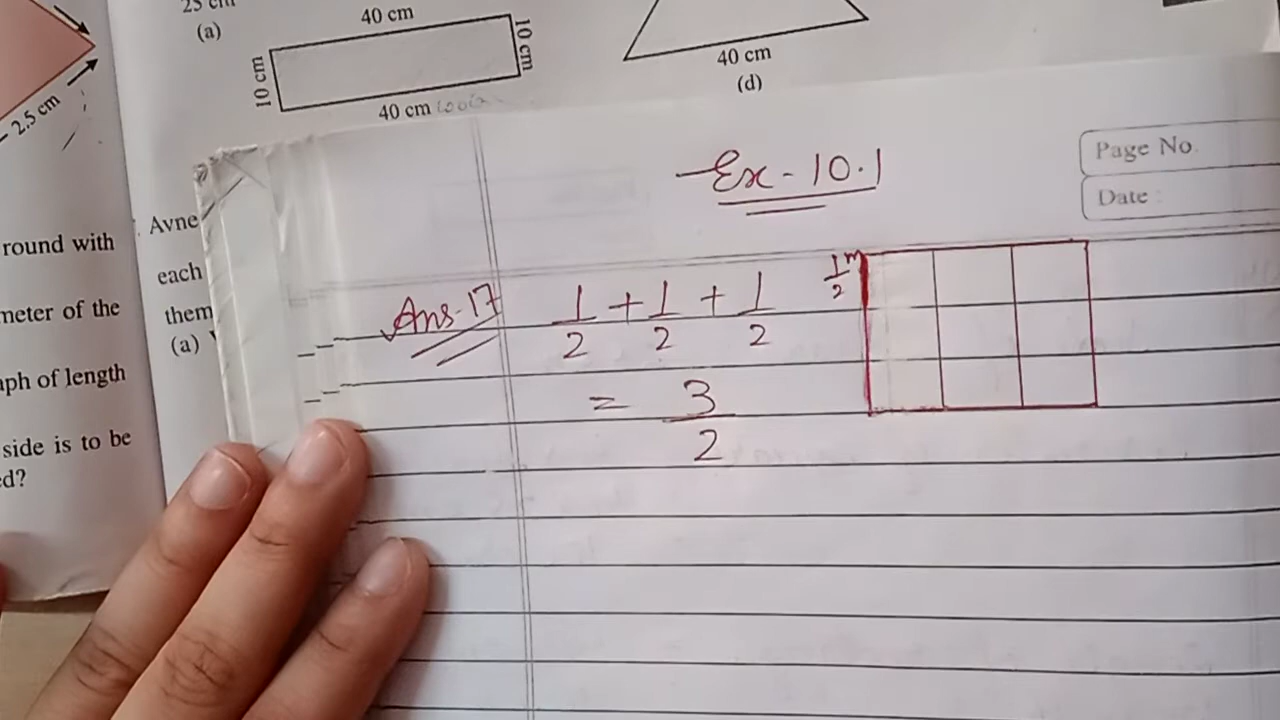 25 cm
(a)
40 cm
10 cm
10 cm
40 cm
40 cm
(d)
2.5 cm
round with
meter of the
aph of length
side is to be
ed?
Avne
each
them
(a)
Page No.
Date :
Ex - 10.1
Ans-17 1/2 + 1/2 + 1/2
= 3/2
1/2 m